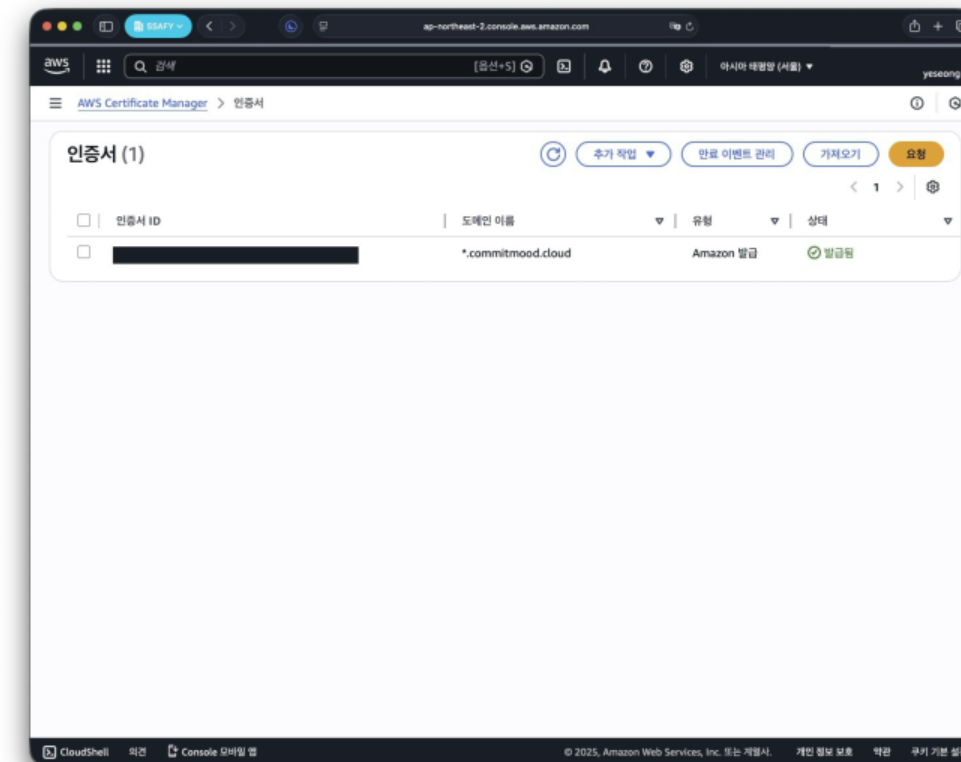 SSAFY
ap-northeast-2.console.aws.amazon.com
aws
검색
[옵션+S]
아시아 태평양 (서울)
yeseong
AWS Certificate Manager > 인증서
인증서 (1)
추가 작업
만료 이벤트 관리
가져오기
요청
1
인증서 ID
도메인 이름
유형
상태
*.commitmood.cloud
Amazon 발급
발급됨
CloudShell
의견
Console 모바일 앱
© 2025, Amazon Web Services, Inc. 또는 계열사.
개인 정보 보호
약관
쿠키 기본